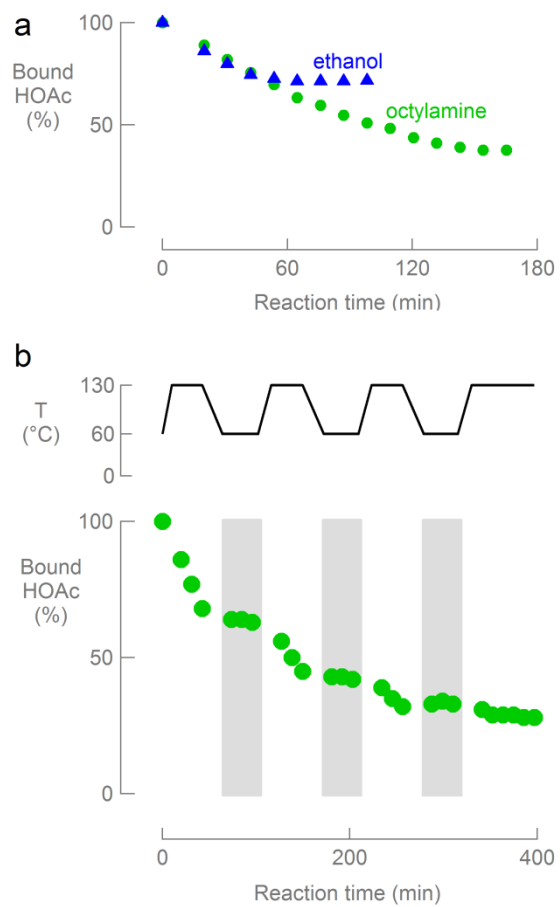 a
100
50
0
Bound
HOAc
(%)
ethanol
octylamine
0
60
120
180
Reaction time (min)
b
130
60
0
T
(°C)
100
50
0
Bound
HOAc
(%)
0
200
400
Reaction time (min)